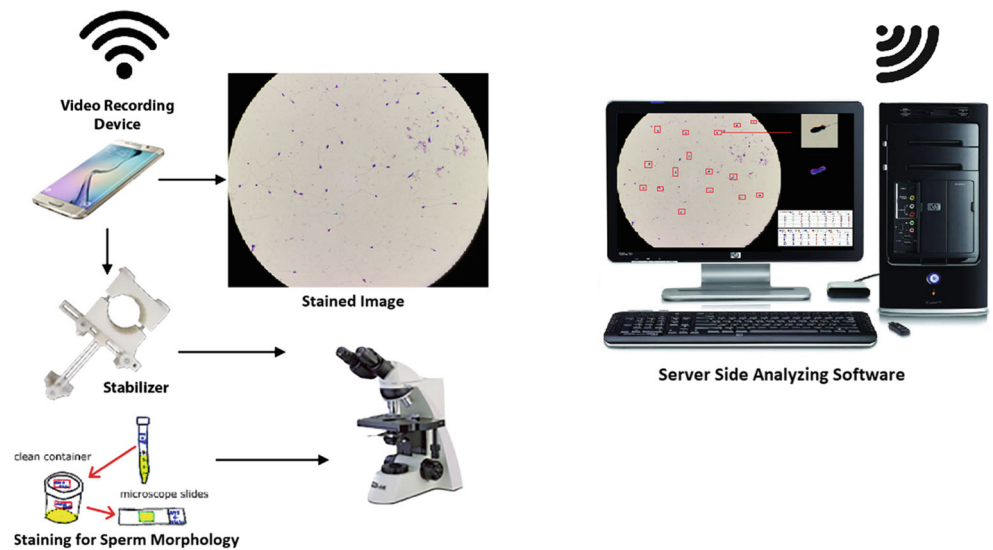 Video Recording
Device
Stained Image
Stabilizer
clean container
microscope slides
Staining for Sperm Morphology
Server Side Analyzing Software